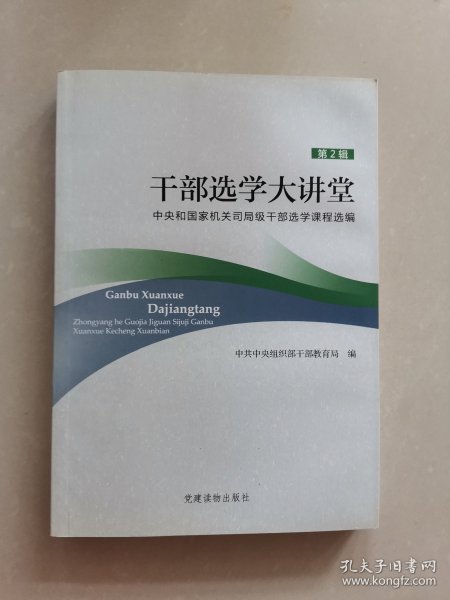 第2辑
干部选学大讲堂
中央和国家机关司局级干部选学课程选编
Ganbu Xuanxue
Dajiangtang
Zhongyang he Guojia Jiguan Sijuji Ganbu
Xuanxue Kecheng Xuanbian
中共中央组织部干部教育局 编
党建读物出版社
孔夫子旧书网
www.kongfz.com